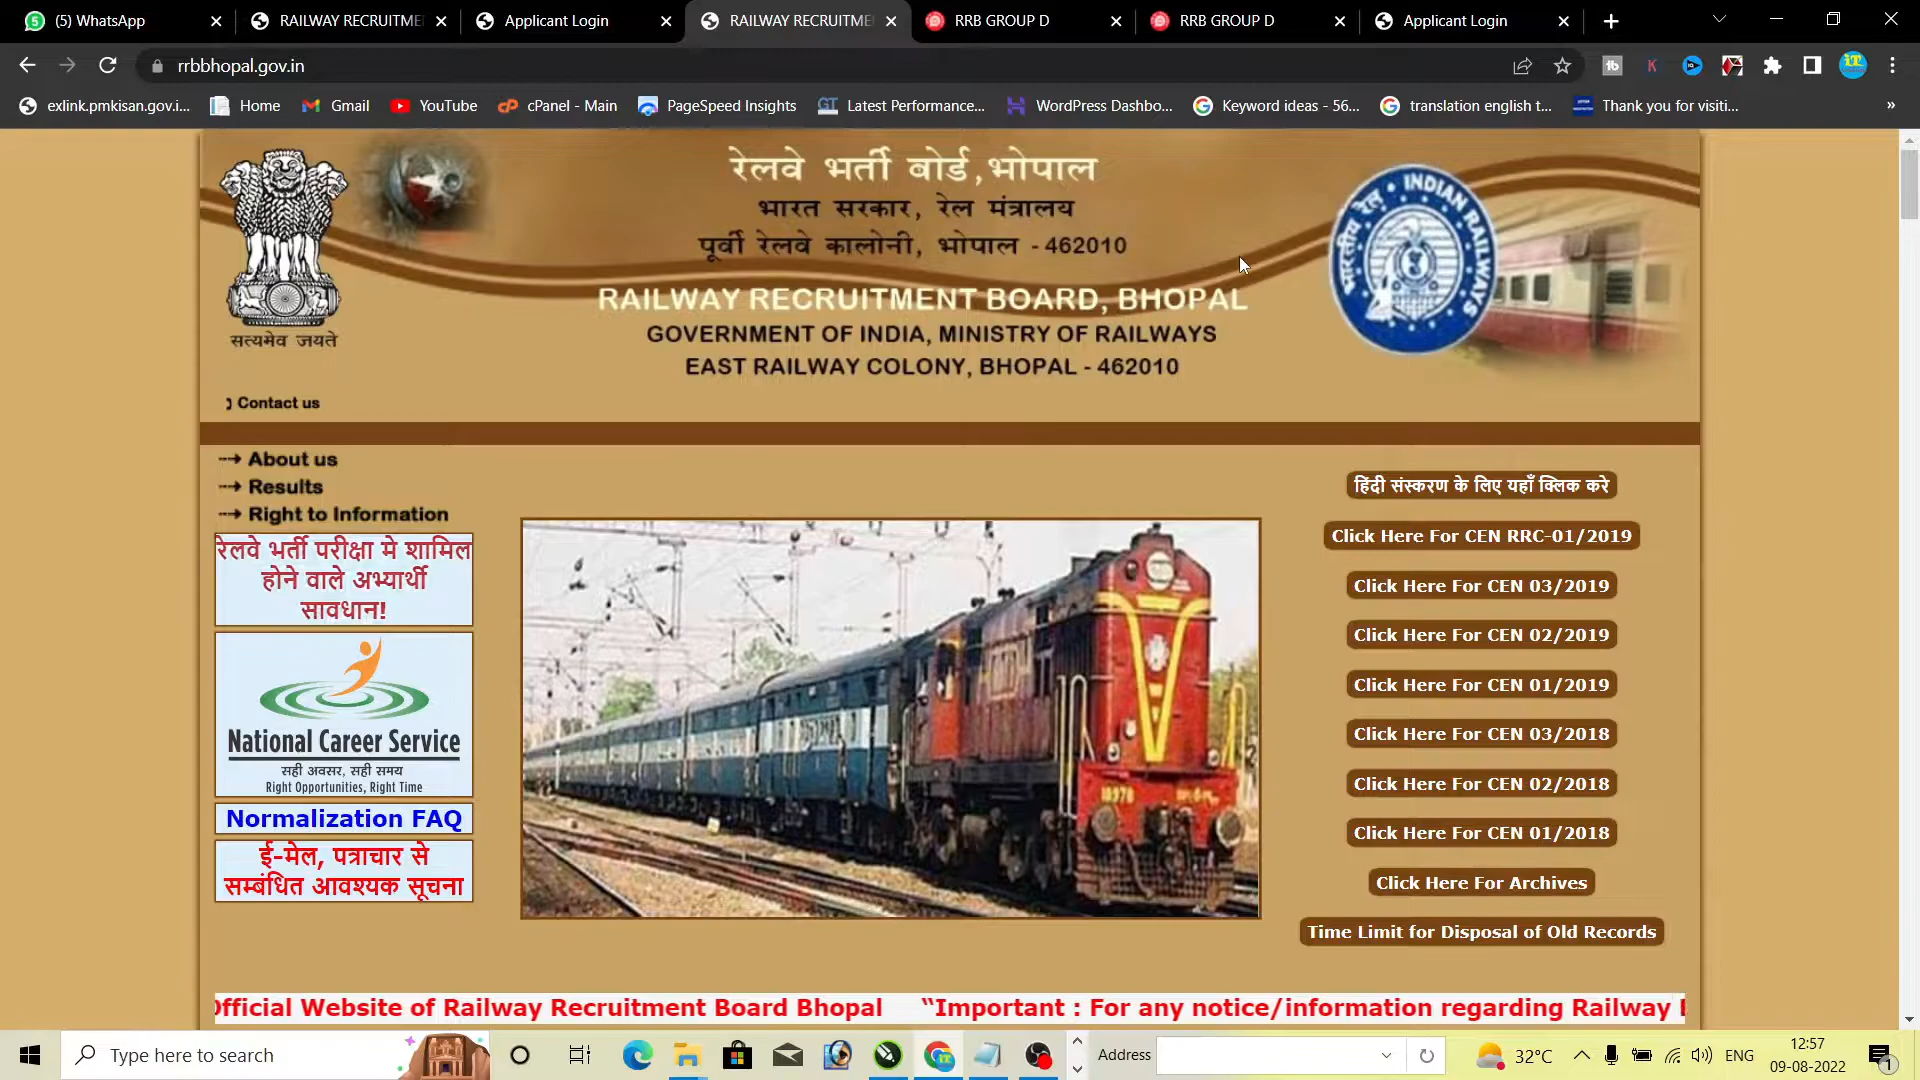 (5) WhatsApp
RAILWAY RECRUITME
Applicant Login
RAILWAY RECRUITME
RRB GROUP D
RRB GROUP D
Applicant Login
rrbbhopal.gov.in
exlink.pmkisan.gov.i...
Home
Gmail
YouTube
cPanel - Main
PageSpeed Insights
Latest Performance...
WordPress Dashbo...
Keyword ideas - 56...
translation english t...
Thank you for visiti...
रेलवे भर्ती बोर्ड,भोपाल
भारत सरकार, रेल मंत्रालय
पूर्वी रेलवे कालोनी, भोपाल - 462010
RAILWAY RECRUITMENT BOARD, BHOPAL
GOVERNMENT OF INDIA, MINISTRY OF RAILWAYS
EAST RAILWAY COLONY, BHOPAL - 462010
सत्यमेव जयते
भारतीय रेल
INDIAN RAILWAYS
Contact us
About us
Results
Right to Information
रेलवे भर्ती परीक्षा मे शामिल
होने वाले अभ्यार्थी
सावधान!
National Career Service
सही अवसर, सही समय
Right Opportunities, Right Time
Normalization FAQ
ई-मेल, पत्राचार से
सम्बंधित आवश्यक सूचना
हिंदी संस्करण के लिए यहाँ क्लिक करे
Click Here For CEN RRC-01/2019
Click Here For CEN 03/2019
Click Here For CEN 02/2019
Click Here For CEN 01/2019
Click Here For CEN 03/2018
Click Here For CEN 02/2018
Click Here For CEN 01/2018
Click Here For Archives
Time Limit for Disposal of Old Records
Official Website of Railway Recruitment Board Bhopal “Important : For any notice/information regarding Railway
Type here to search
Address
32°C
ENG
12:57
09-08-2022
1